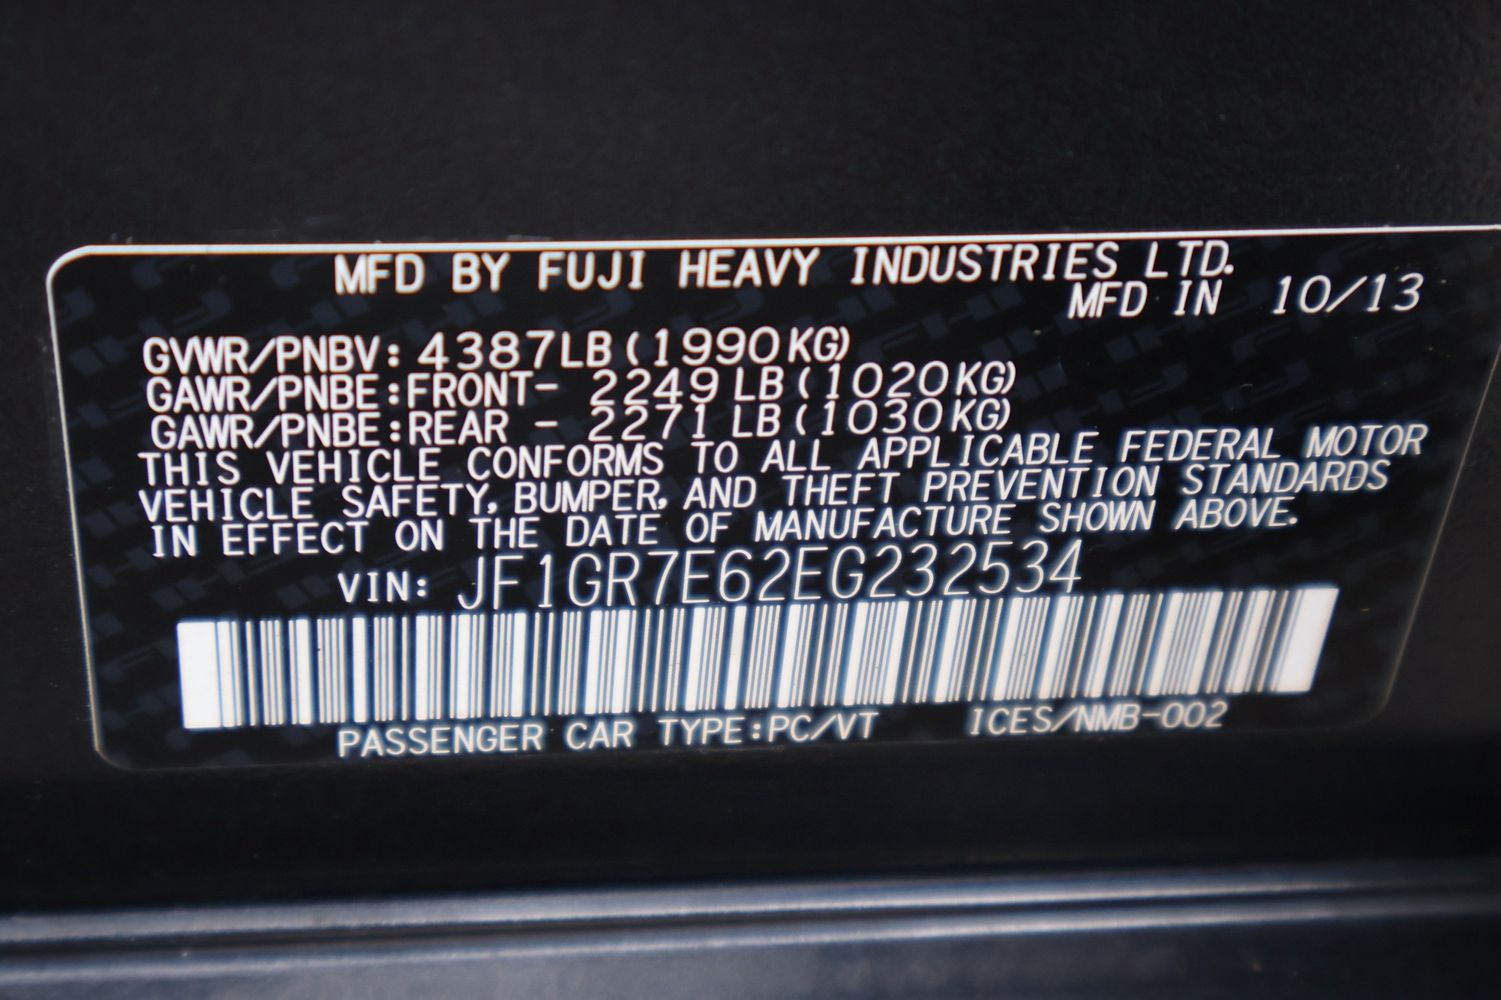 MFD BY FUJI HEAVY INDUSTRIES LTD.
MFD IN 10/13
GVWR/PNBV: 4387LB (1990KG)
GAWR/PNBE:FRONT- 2249 LB (1020KG)
GAWR/PNBE:REAR - 2271 LB (1030KG)
THIS VEHICLE CONFORMS TO ALL APPLICABLE FEDERAL MOTOR
VEHICLE SAFETY, BUMPER, AND THEFT PREVENTION STANDARDS
IN EFFECT ON THE DATE OF MANUFACTURE SHOWN ABOVE.
VIN: JF1GR7E62EG232534
PASSENGER CAR TYPE:PC/VT ICES/NMB-002